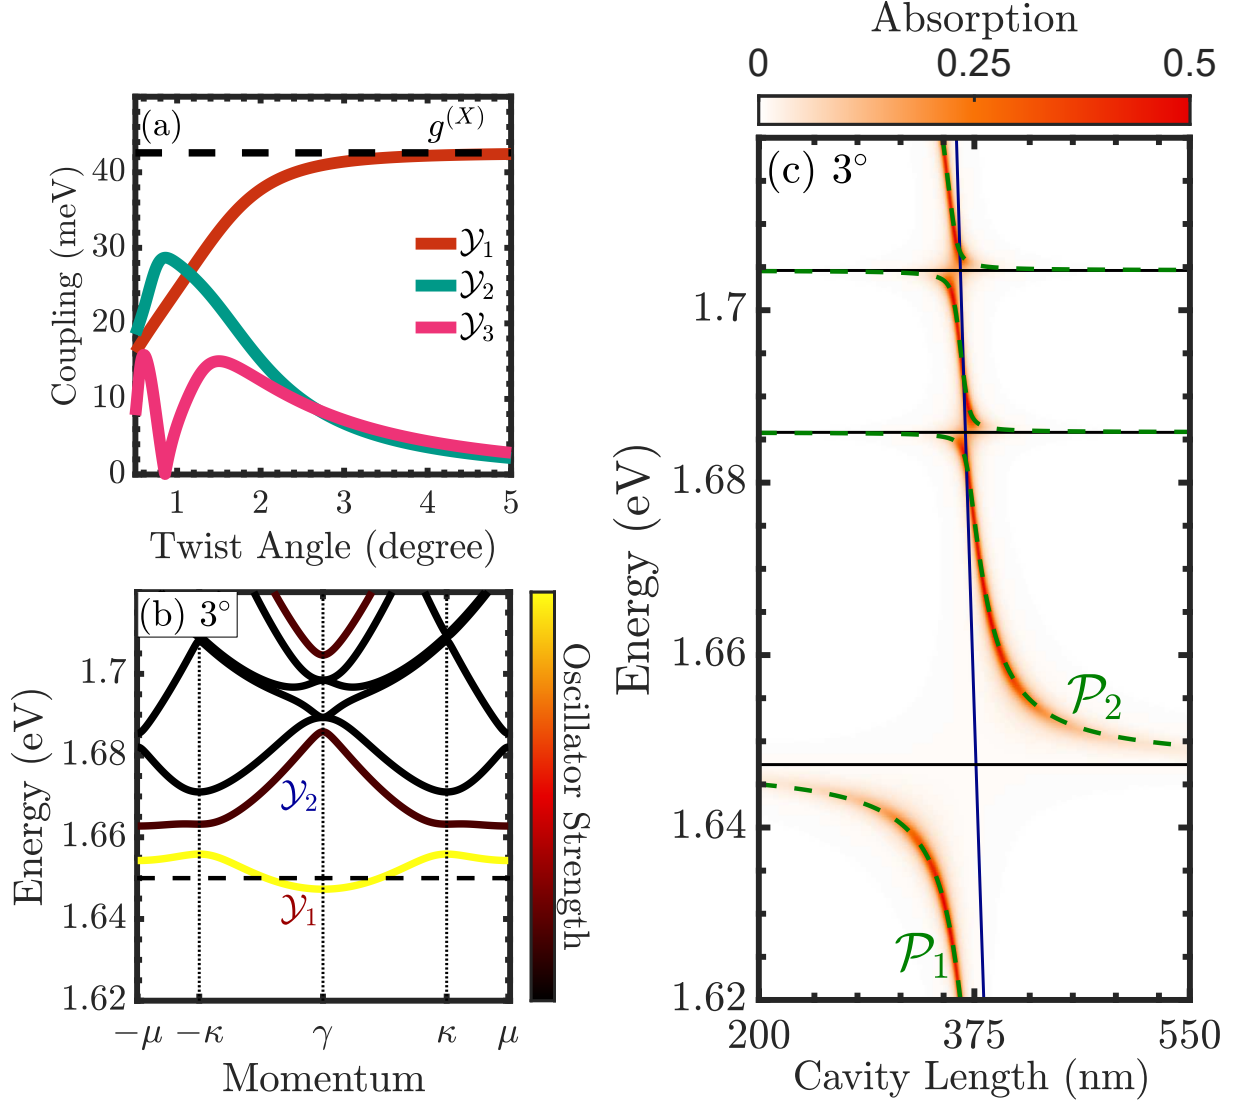 (a)
g^(X)
𝒴₁
𝒴₂
𝒴₃
Coupling (meV)
40
30
20
10
0
1 2 3 4 5
Twist Angle (degree)
(b) 3°
Energy (eV)
1.7
1.68
1.66
1.64
1.62
𝒴₂
𝒴₁
−μ −κ γ κ μ
Momentum
Oscillator Strength
Absorption
0 0.25 0.5
(c) 3°
Energy (eV)
1.7
1.68
1.66
1.64
1.62
𝒫₂
𝒫₁
200 375 550
Cavity Length (nm)